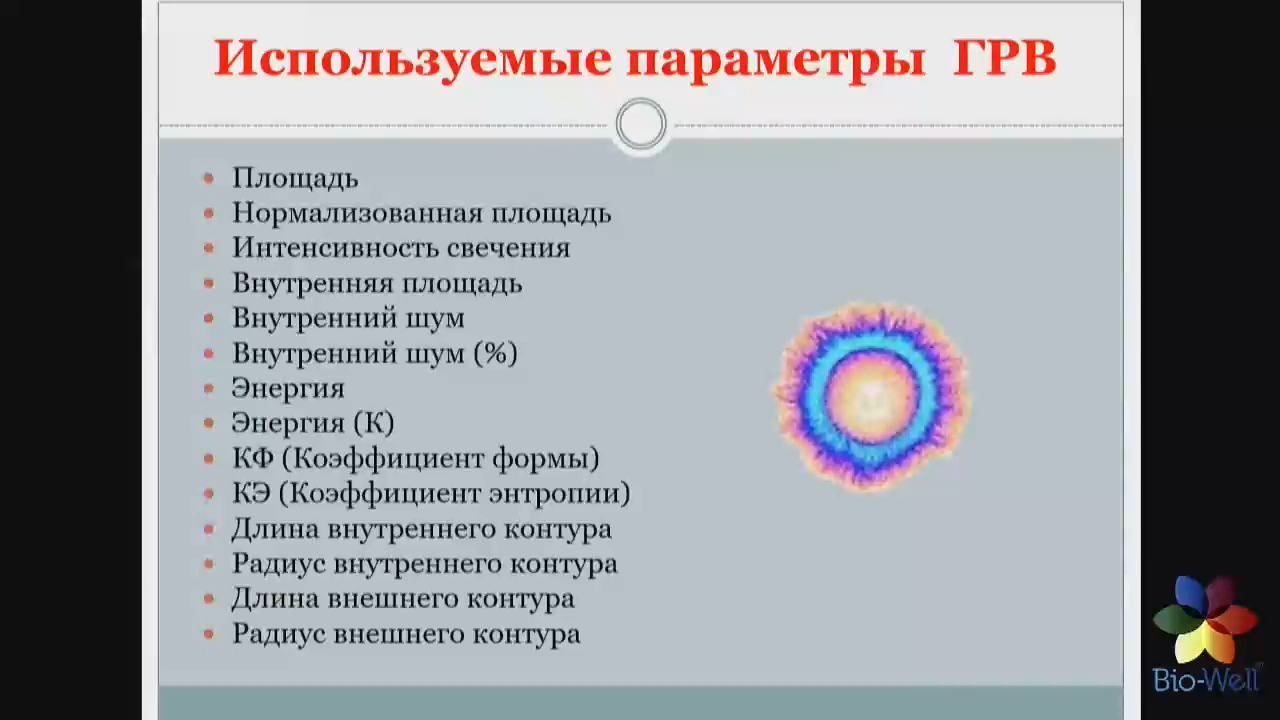 Используемые параметры ГРВ
Площадь
Нормализованная площадь
Интенсивность свечения
Внутренняя площадь
Внутренний шум
Внутренний шум (%)
Энергия
Энергия (К)
КФ (Коэффициент формы)
КЭ (Коэффициент энтропии)
Длина внутреннего контура
Радиус внутреннего контура
Длина внешнего контура
Радиус внешнего контура
Bio-Well